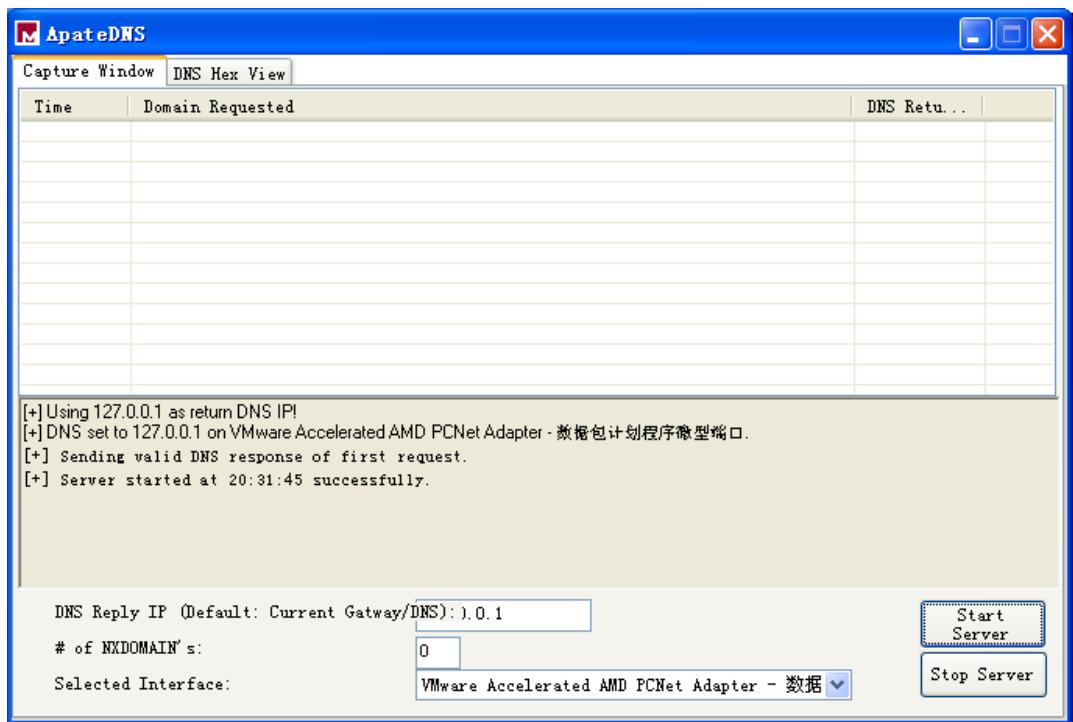 ApateDNS
Capture Window DNS Hex View
Time Domain Requested DNS Retu...
[+] Using 127.0.0.1 as return DNS IP!
[+] DNS set to 127.0.0.1 on VMware Accelerated AMD PCNet Adapter - 数据包计划程序微型端口.
[+] Sending valid DNS response of first request.
[+] Server started at 20:31:45 successfully.
DNS Reply IP (Default: Current Gatway/DNS): .0.1
Start Server
# of NXDOMAIN's: 0
Selected Interface: VMware Accelerated AMD PCNet Adapter - 数据
Stop Server